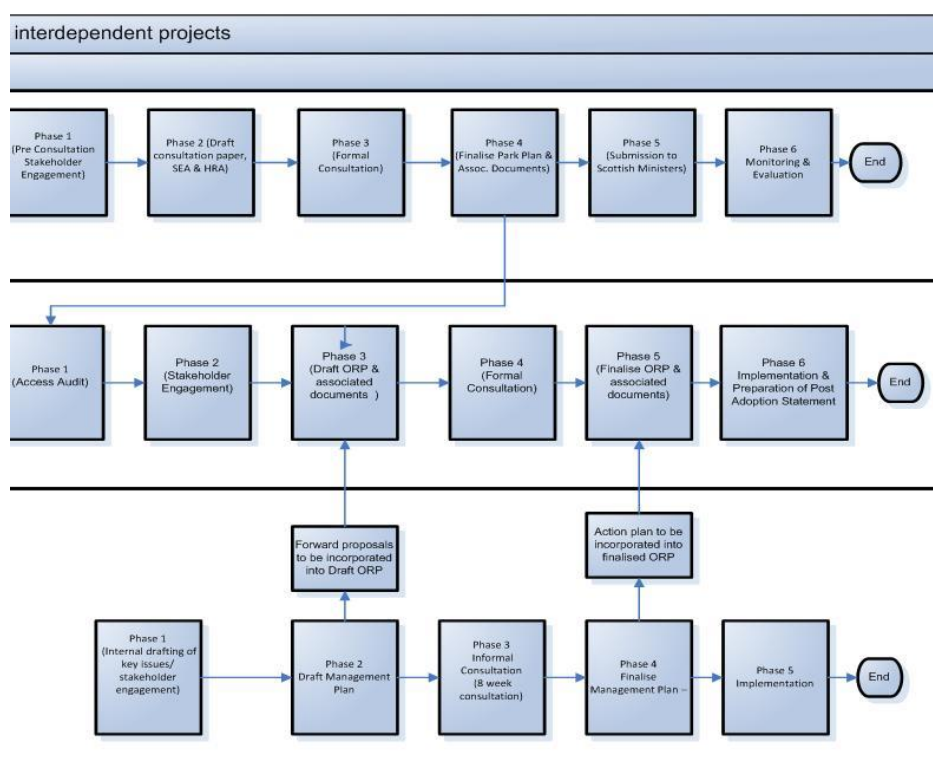 interdependent projects
Phase 1
(Pre Consultation
Stakeholder
Engagement)
Phase 2 (Draft
consultation paper,
SEA & HRA)
Phase 3
(Formal
Consultation)
Phase 4
(Finalise Park Plan &
Assoc. Documents)
Phase 5
(Submission to
Scottish Ministers)
Phase 6
Monitoring &
Evaluation
End
Phase 1
(Access Audit)
Phase 2
(Stakeholder
Engagement)
Phase 3
(Draft ORP &
associated
documents )
Phase 4
(Formal
Consultation)
Phase 5
(Finalise ORP &
associated
documents)
Phase 6
Implementation &
Preparation of Post
Adoption Statement
End
Forward proposals
to be incorporated
into Draft ORP
Action plan to be
incorporated into
finalised ORP
Phase 1
(Internal drafting of
key issues/
stakeholder
engagement)
Phase 2
Draft Management
Plan
Phase 3
Informal
Consultation
(8 week
consultation)
Phase 4
Finalise
Management Plan –
Phase 5
Implementation
End